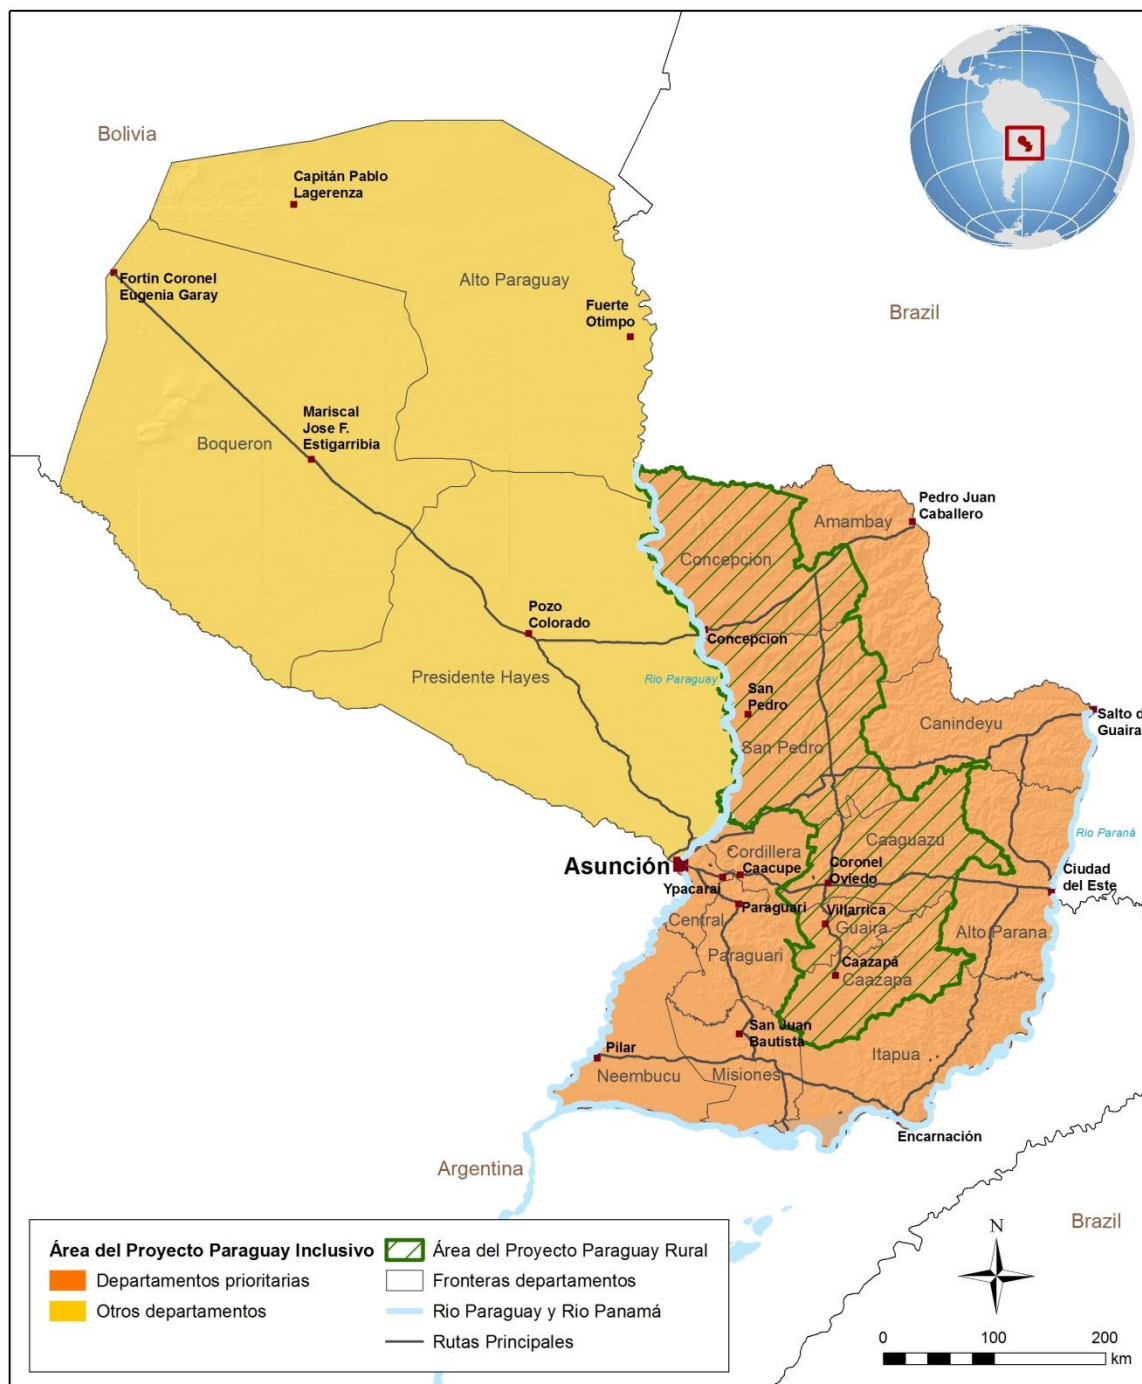 Bolivia
Capitán Pablo
Lagerenza
Fortin Coronel
Eugenia Garay
Alto Paraguay
Fuerte
Otimpo
Brazil
Mariscal
Jose F.
Estigarribia
Boqueron
Pedro Juan
Caballero
Amambay
Concepcion
Pozo
Colorado
Concepcion
Presidente Hayes
Rio Paraguay
San
Pedro
San Pedro
Canindeyu
Salto d
Guaira
Rio Paraná
Caaguazu
Cordillera
Asunción
Caacupe
Coronel
Oviedo
Ciudad
del Este
Ypacarai
Paraguari
Villarrica
Central
Guaira
Alto Parana
Paraguari
Caazapá
Caazapa
San Juan
Bautista
Pilar
Itapua
Neembucu
Misiones
Encarnación
Argentina
Brazil
Área del Proyecto Paraguay Inclusivo
Departamentos prioritarias
Otros departamentos
Área del Proyecto Paraguay Rural
Fronteras departamentos
Rio Paraguay y Rio Panamá
Rutas Principales
N
0 100 200
km